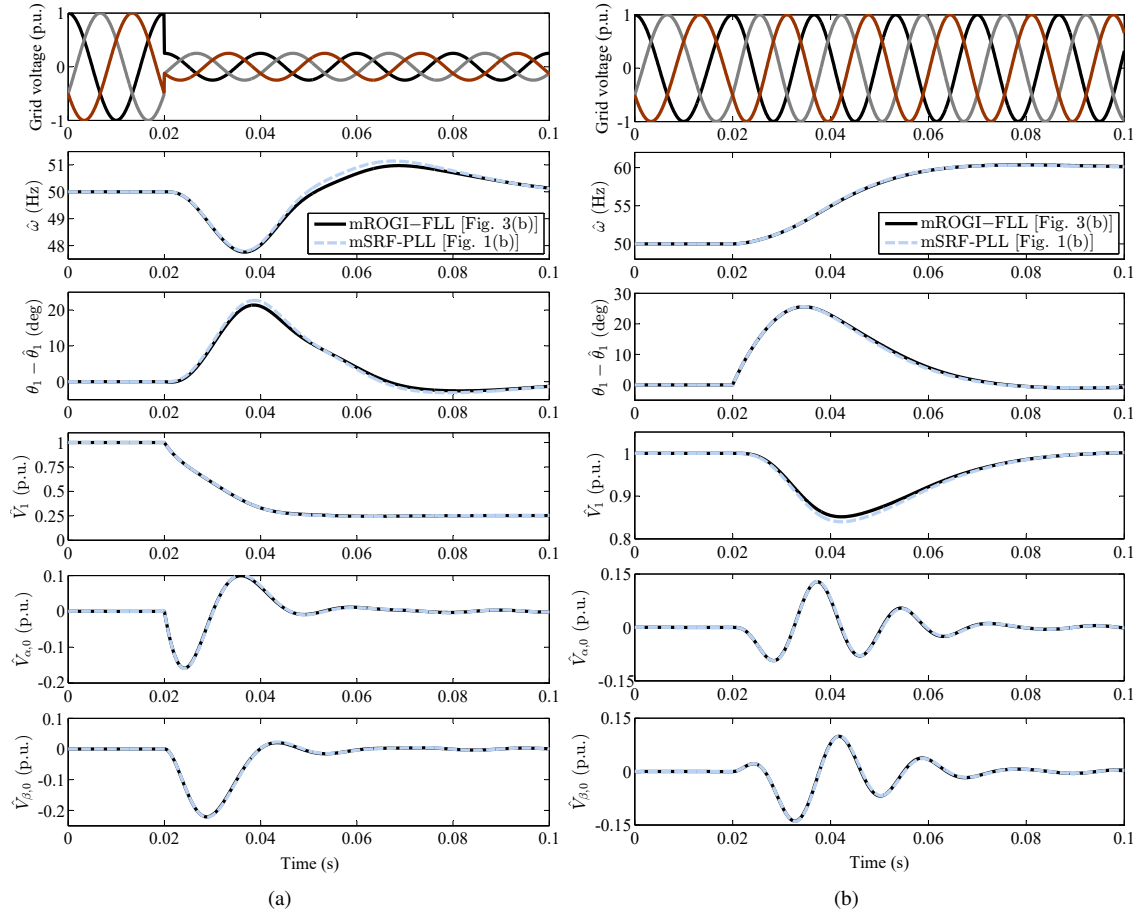 Grid voltage (p.u.)
1
0
-1
0 0.02 0.04 0.06 0.08 0.1
ω̂ (Hz)
51
50
49
48
mROGI−FLL [Fig. 3(b)]
mSRF-PLL [Fig. 1(b)]
0 0.02 0.04 0.06 0.08 0.1
θ₁ − θ̂₁ (deg)
20
10
0
0 0.02 0.04 0.06 0.08 0.1
V̂₁ (p.u.)
1
0.75
0.5
0.25
0
0 0.02 0.04 0.06 0.08 0.1
V̂α,0 (p.u.)
0.1
0
-0.1
-0.2
0 0.02 0.04 0.06 0.08 0.1
V̂β,0 (p.u.)
0.1
0
-0.1
-0.2
0 0.02 0.04 0.06 0.08 0.1
Time (s)
(a)
Grid voltage (p.u.)
1
0
-1
0 0.02 0.04 0.06 0.08 0.1
ω̂ (Hz)
60
55
50
mROGI−FLL [Fig. 3(b)]
mSRF-PLL [Fig. 1(b)]
0 0.02 0.04 0.06 0.08 0.1
θ₁ − θ̂₁ (deg)
30
20
10
0
0 0.02 0.04 0.06 0.08 0.1
V̂₁ (p.u.)
1
0.9
0.8
0 0.02 0.04 0.06 0.08 0.1
V̂α,0 (p.u.)
0.15
0
-0.15
0 0.02 0.04 0.06 0.08 0.1
V̂β,0 (p.u.)
0.15
0
-0.15
0 0.02 0.04 0.06 0.08 0.1
Time (s)
(b)